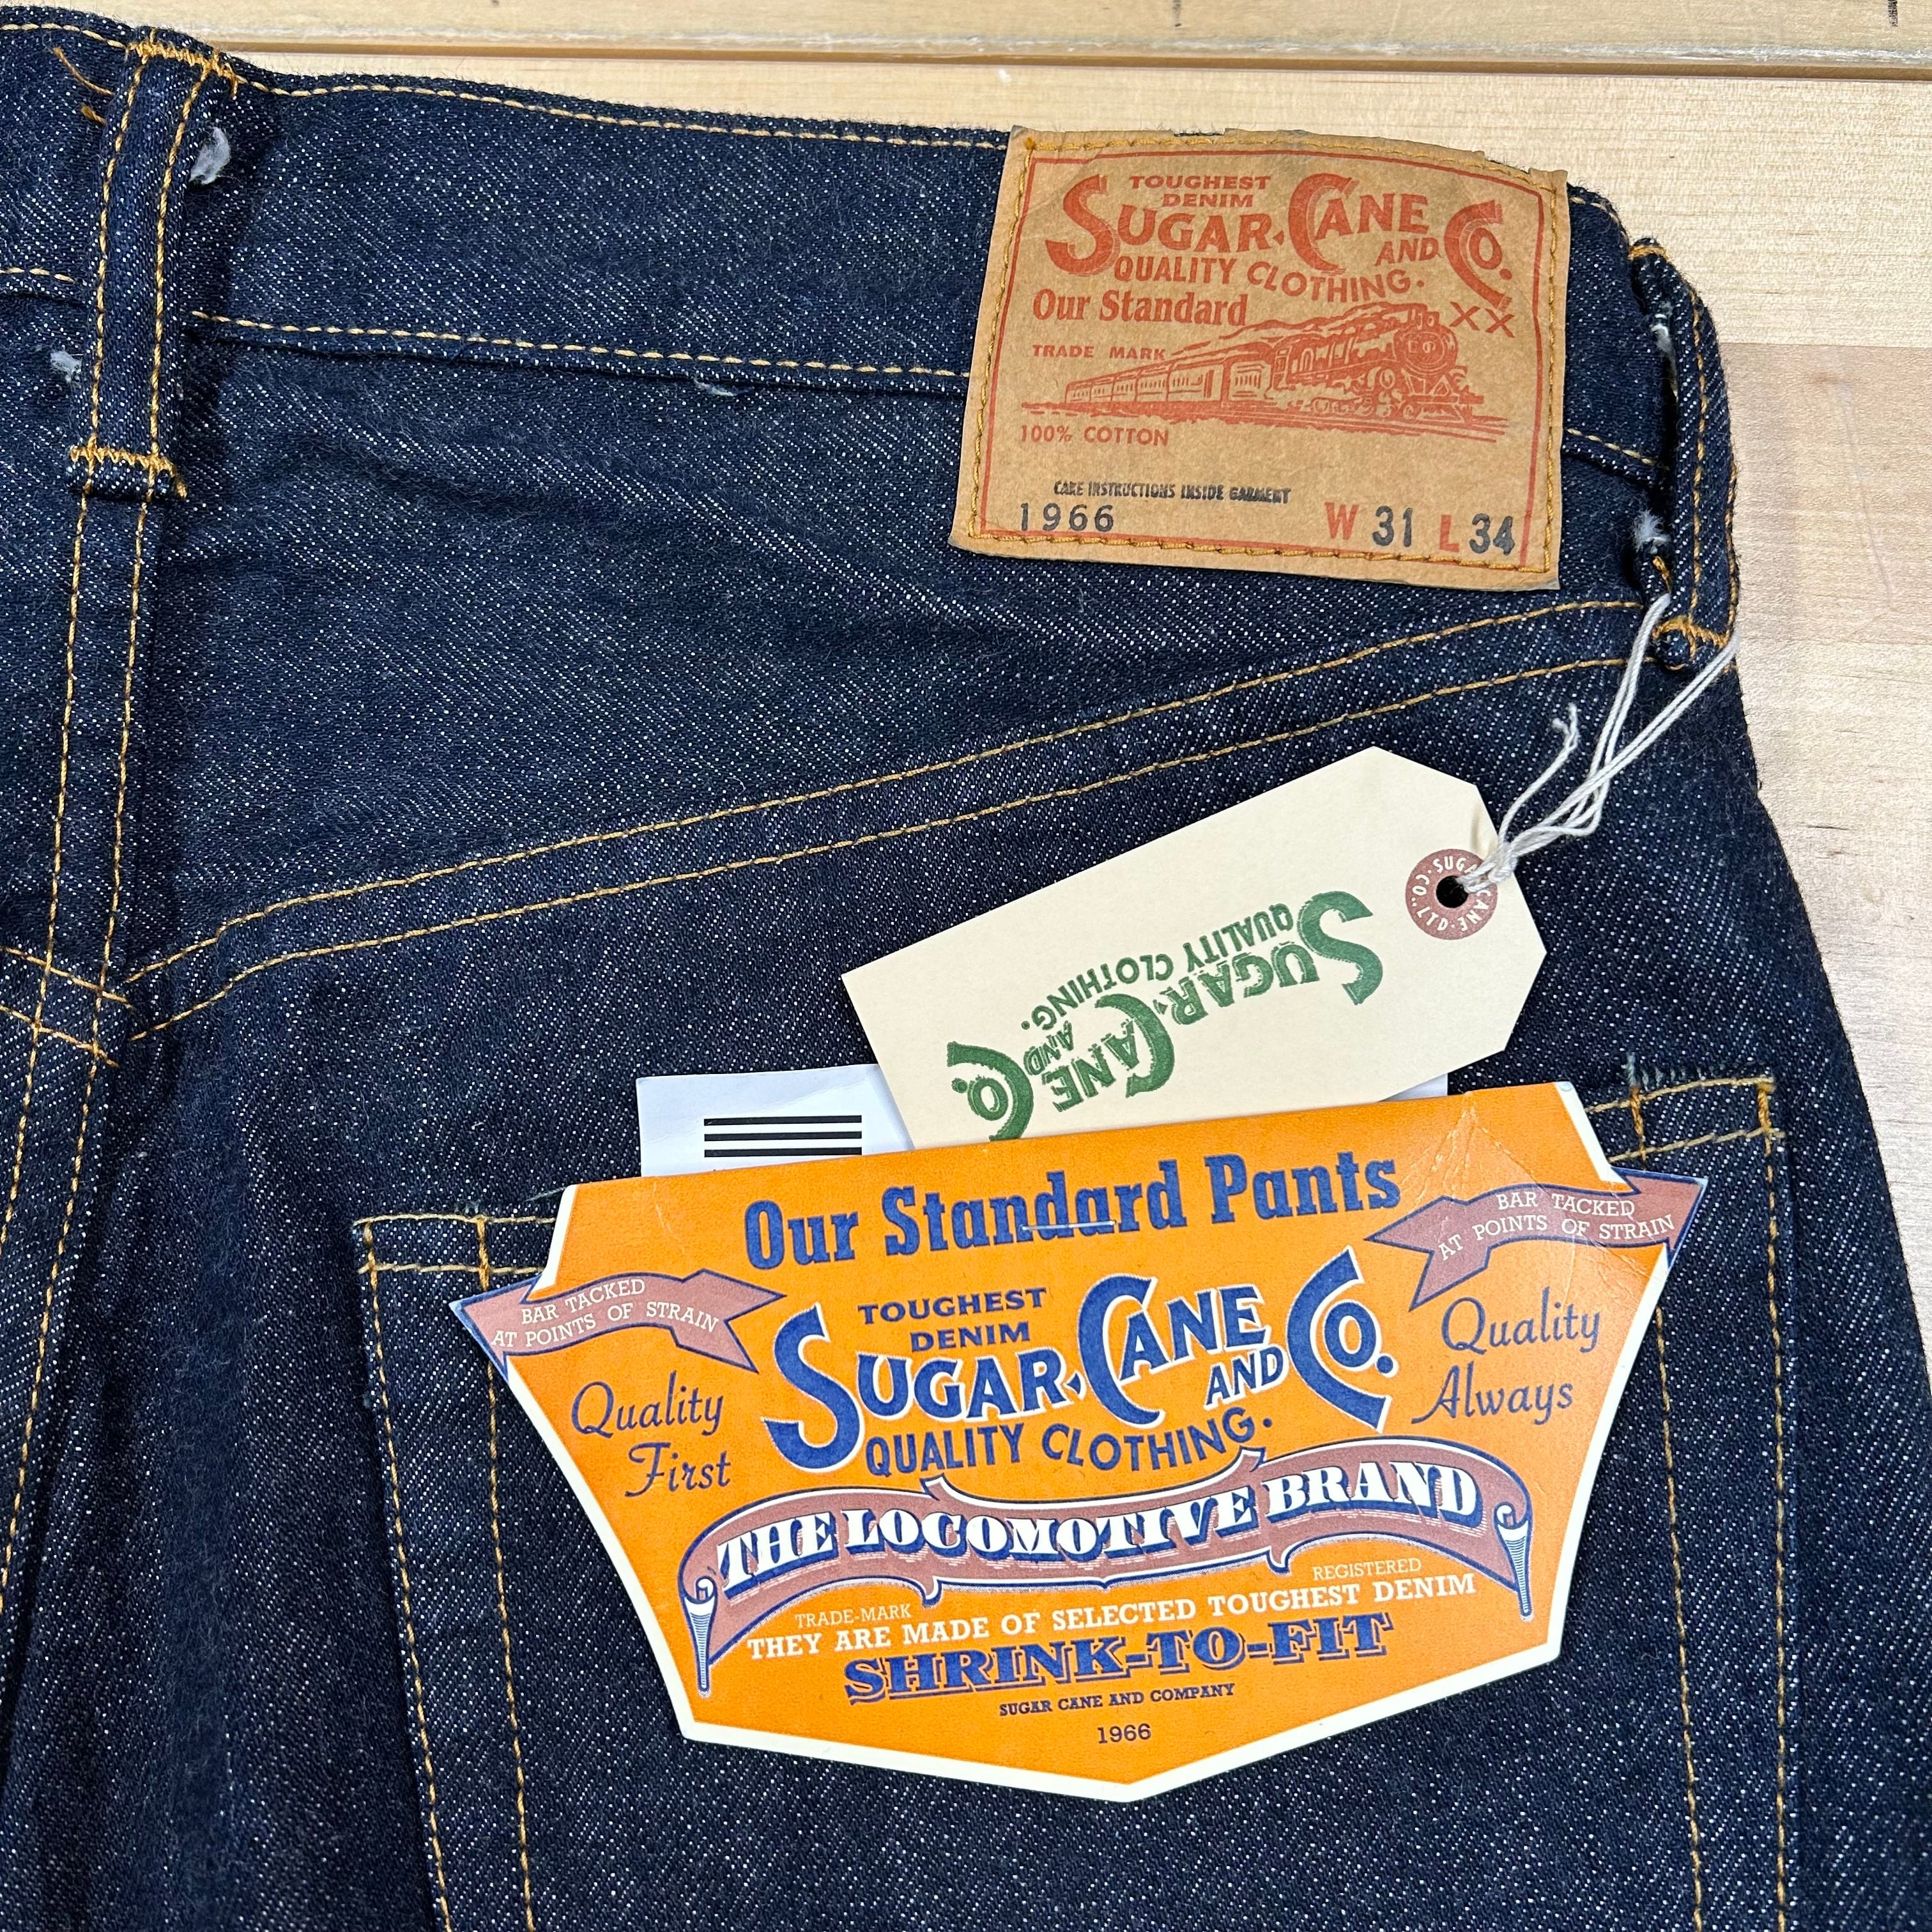 TOUGHEST
DENIM
SUGAR CANE AND CO.
QUALITY CLOTHING.
Our Standard XX
TRADE MARK
100% COTTON
CARE INSTRUCTIONS INSIDE GARMENT
1966 W 31 L 34
SUGAR CANE CO., LTD.
SUGAR CANE AND CO.
QUALITY CLOTHING.
Our Standard Pants
BAR TACKED
AT POINTS OF STRAIN
BAR TACKED
AT POINTS OF STRAIN
TOUGHEST
DENIM
SUGAR CANE AND CO.
QUALITY CLOTHING.
Quality
First
Quality
Always
THE LOCOMOTIVE BRAND
TRADE-MARK REGISTERED
THEY ARE MADE OF SELECTED TOUGHEST DENIM
SHRINK-TO-FIT
SUGAR CANE AND COMPANY
1966